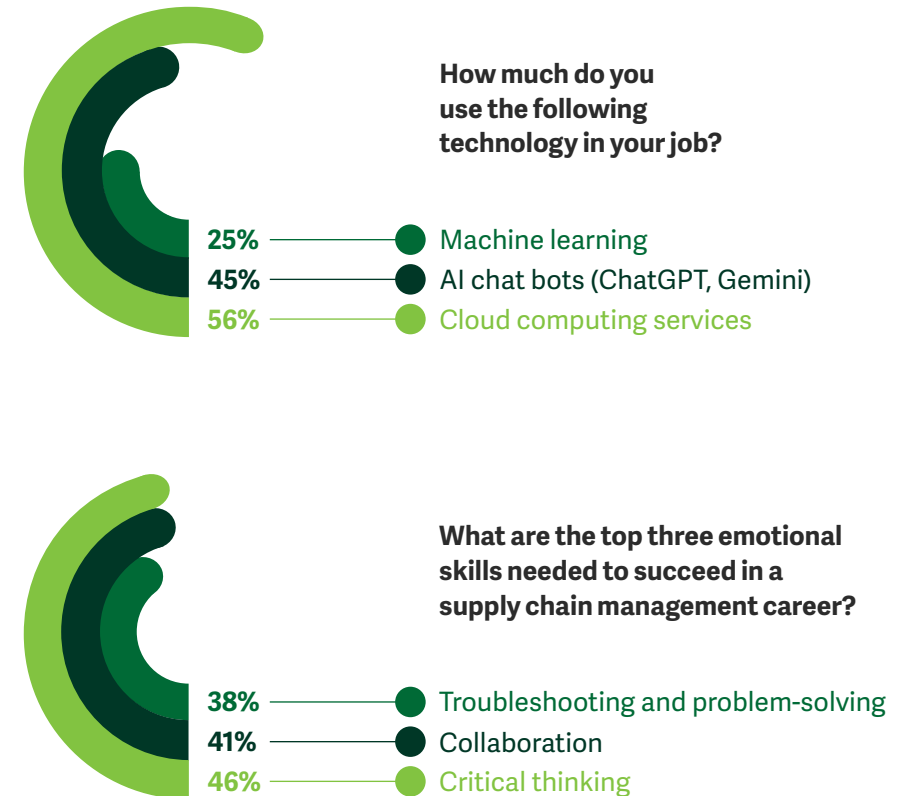 How much do you
use the following
technology in your job?
25% Machine learning
45% AI chat bots (ChatGPT, Gemini)
56% Cloud computing services
What are the top three emotional
skills needed to succeed in a
supply chain management career?
38% Troubleshooting and problem-solving
41% Collaboration
46% Critical thinking